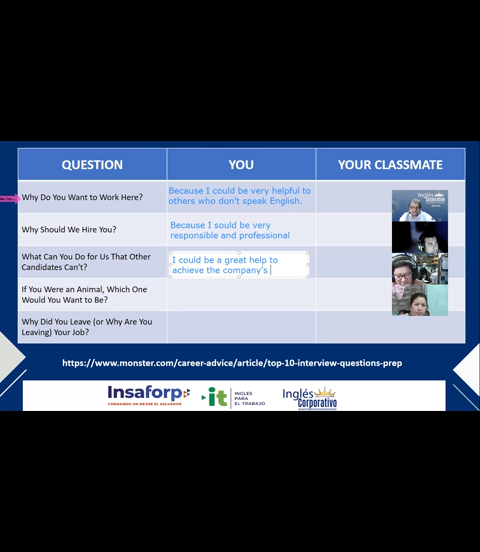 QUESTION YOU YOUR CLASSMATE
Why Do You Want to Work Here?
Because I could be very helpful to
others who don't speak English.
Why Should We Hire You?
Because I sould be very
responsible and professional
What Can You Do for Us That Other
Candidates Can't?
I could be a great help to
achieve the company's
If You Were an Animal, Which One
Would You Want to Be?
Why Did You Leave (or Why Are You
Leaving) Your Job?
Inglés
Corporativo
https://www.monster.com/career-advice/article/top-10-interview-questions-prep
Insaforp
FORMANDO UN MEJOR EL SALVADOR
it
INGLÉS
PARA
EL TRABAJO
Inglés
Corporativo